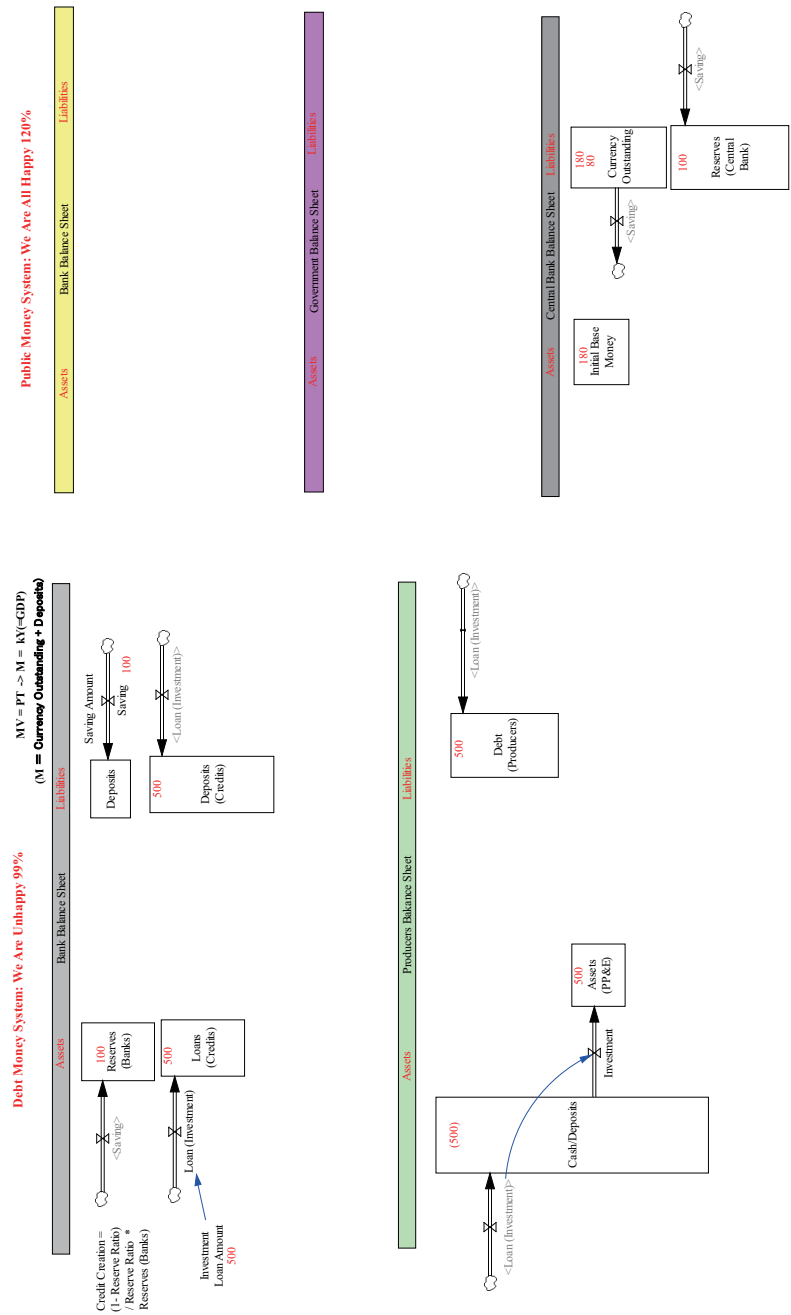 Debt Money System: We Are Unhappy 99%
MV = PT -> M = kY(=GDP)
(M = Currency Outstanding + Deposits)
Assets
Bank Balance Sheet
Liabilities
Credit Creation =
(1- Reserve Ratio)
/ Reserve Ratio *
Reserves (Banks)
<Saving>
100
Reserves
(Banks)
Deposits
Saving Amount
Saving
100
Investment
Loan Amount
500
Loan (Investment)
500
Loans
(Credits)
500
Deposits
(Credits)
<Loan (Investment)>
Assets
Producers Bakance Sheet
Liabilities
<Loan (Investment)>
(500)
Cash/Deposits
Investment
500
Assets
(PP&E)
500
Debt
(Producers)
<Loan (Investment)>
Public Money System: We Are All Happy 120%
Assets
Bank Balance Sheet
Liabilities
Assets
Government Balance Sheet
Liabilities
Assets
Central Bank Balance Sheet
Liabilities
180
Initial Base
Money
<Saving>
180
80
Currency
Outstanding
100
Reserves
(Central
Bank)
<Saving>